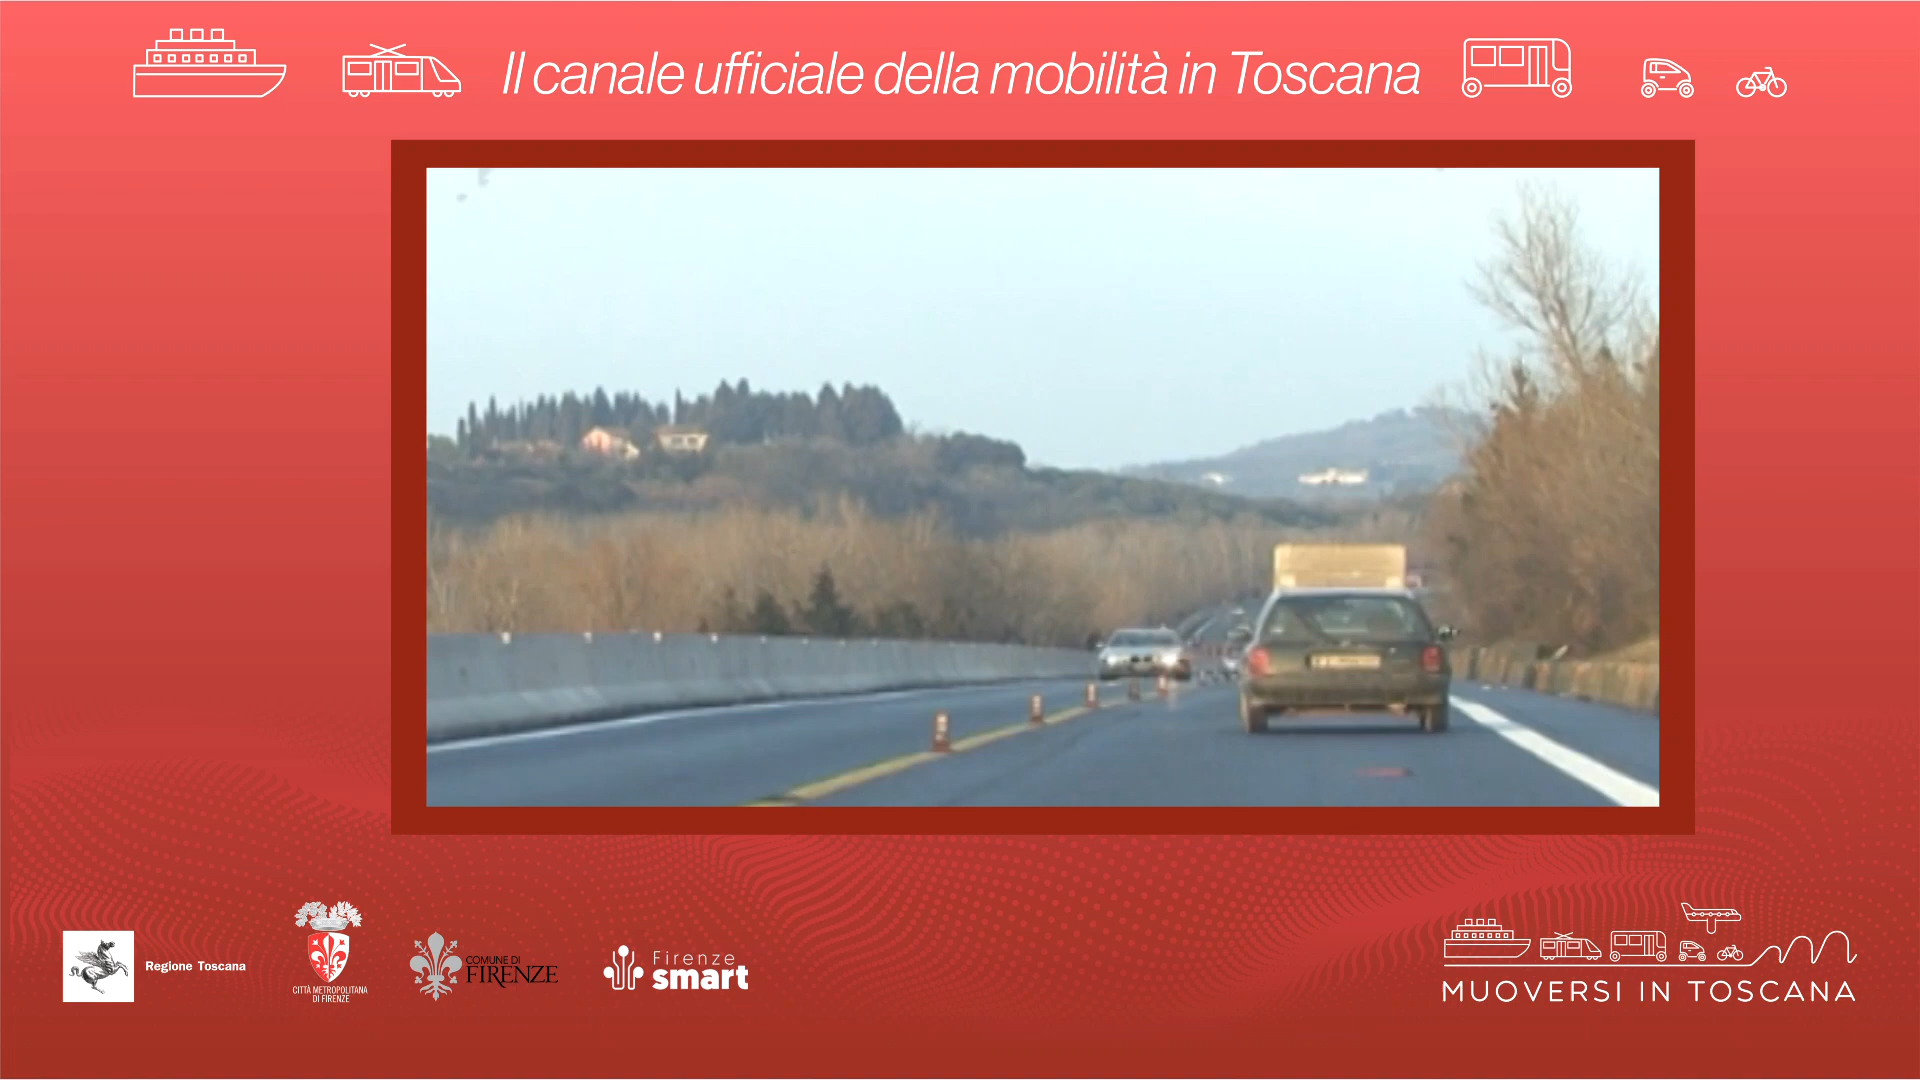 Il canale ufficiale della mobilità in Toscana
Regione Toscana
CITTÀ METROPOLITANA
DI FIRENZE
COMUNE DI
FIRENZE
Firenze
smart
MUOVERSI IN TOSCANA